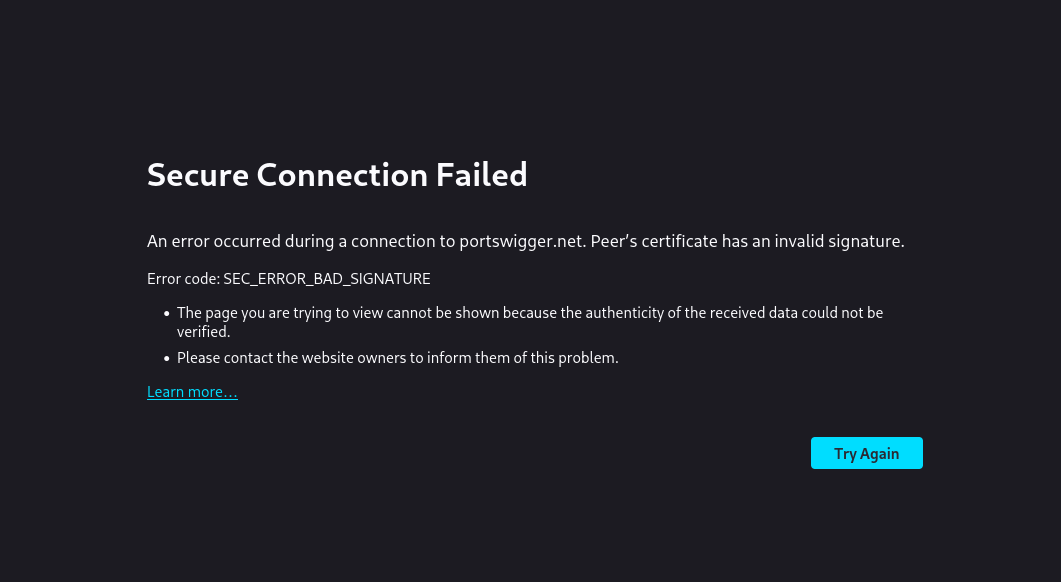 Secure Connection Failed
An error occurred during a connection to portswigger.net. Peer’s certificate has an invalid signature.
Error code: SEC_ERROR_BAD_SIGNATURE
• The page you are trying to view cannot be shown because the authenticity of the received data could not be
verified.
• Please contact the website owners to inform them of this problem.
Learn more…
Try Again